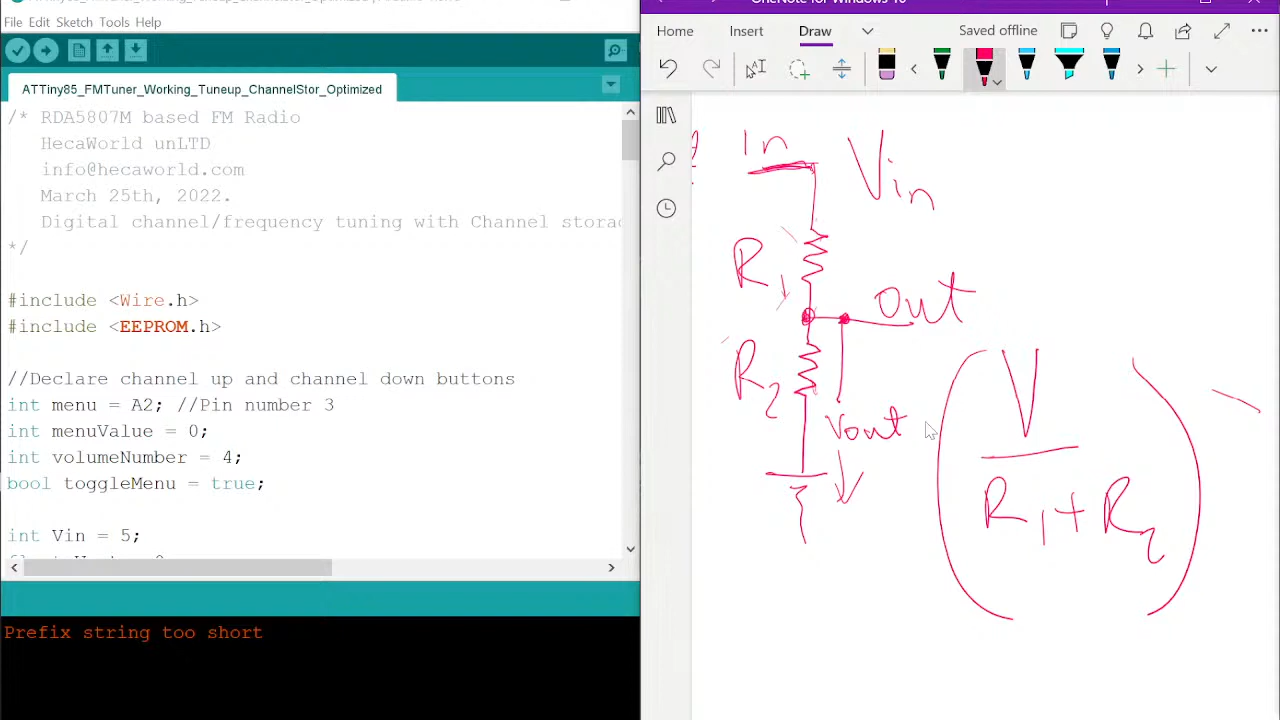 File Edit Sketch Tools Help
ATTiny85_FMTuner_Working_Tuneup_ChannelStor_Optimized
/* RDA5807M based FM Radio
HecaWorld unLTD
info@hecaworld.com
March 25th, 2022.
Digital channel/frequency tuning with Channel storag
*/
#include <Wire.h>
#include <EEPROM.h>
//Declare channel up and channel down buttons
int menu = A2; //Pin number 3
int menuValue = 0;
int volumeNumber = 4;
bool toggleMenu = true;
int Vin = 5;
Prefix string too short
Home Insert Draw Saved offline
In Vin
R1
out
R2
Vout
V
R1+R2